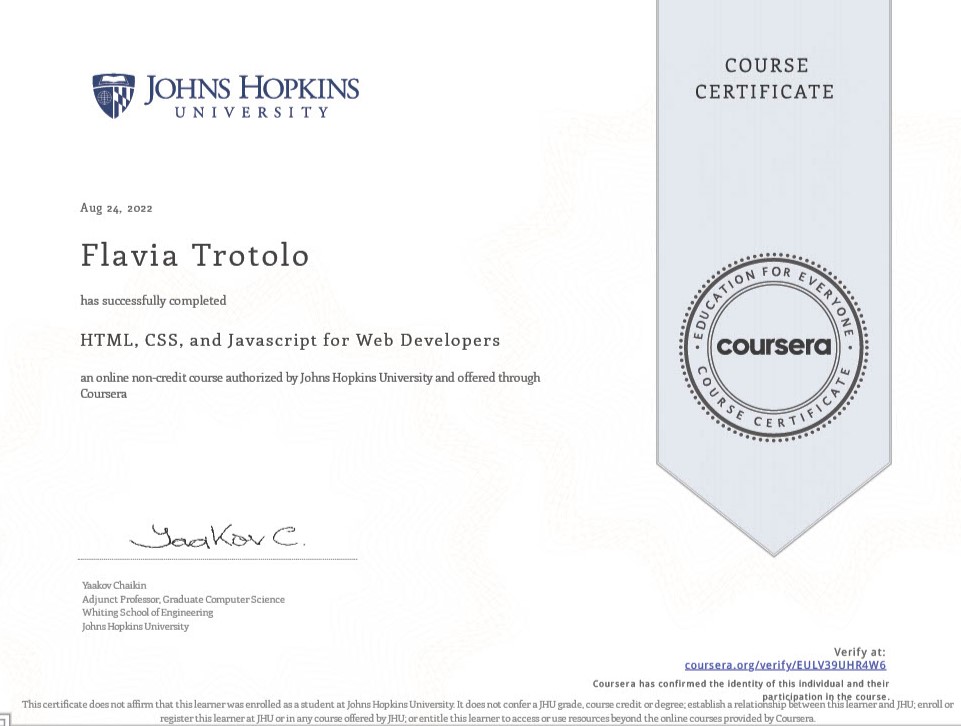 JOHNS HOPKINS
UNIVERSITY
COURSE
CERTIFICATE
Aug 24, 2022
Flavia Trotolo
has successfully completed
HTML, CSS, and Javascript for Web Developers
an online non-credit course authorized by Johns Hopkins University and offered through
Coursera
EDUCATION FOR EVERYONE
coursera
COURSE CERTIFICATE
Yaakov C.
Yaakov Chaikin
Adjunct Professor, Graduate Computer Science
Whiting School of Engineering
Johns Hopkins University
Verify at:
coursera.org/verify/EULV39UHR4W6
Coursera has confirmed the identity of this individual and their
participation in the course.
This certificate does not affirm that this learner was enrolled as a student at Johns Hopkins University. It does not confer a JHU grade, course credit or degree; establish a relationship between this learner and JHU; enroll or
register this learner at JHU or in any course offered by JHU; or entitle this learner to access or use resources beyond the online courses provided by Coursera.